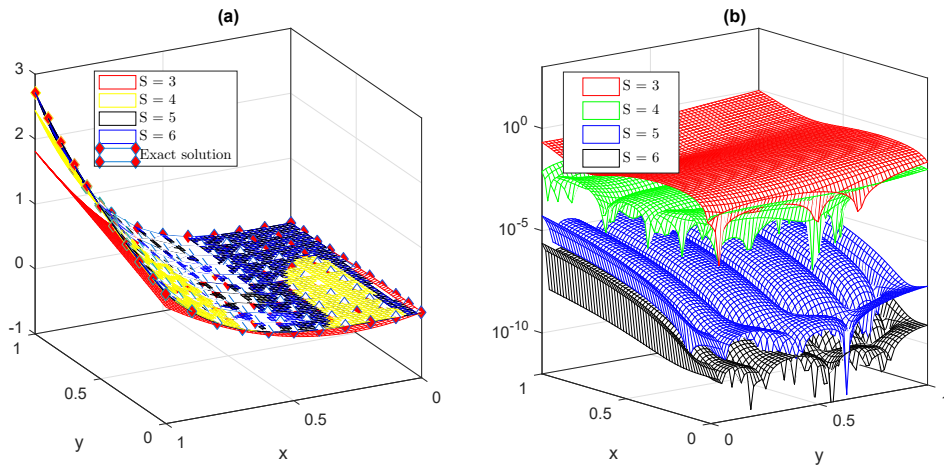 (a)
3
2
1
0
-1
1
0.5
0
y
1
0.5
0
x
S = 3
S = 4
S = 5
S = 6
Exact solution
(b)
10^0
10^-5
10^-10
1
0.5
0
x
0
0.5
1
y
S = 3
S = 4
S = 5
S = 6